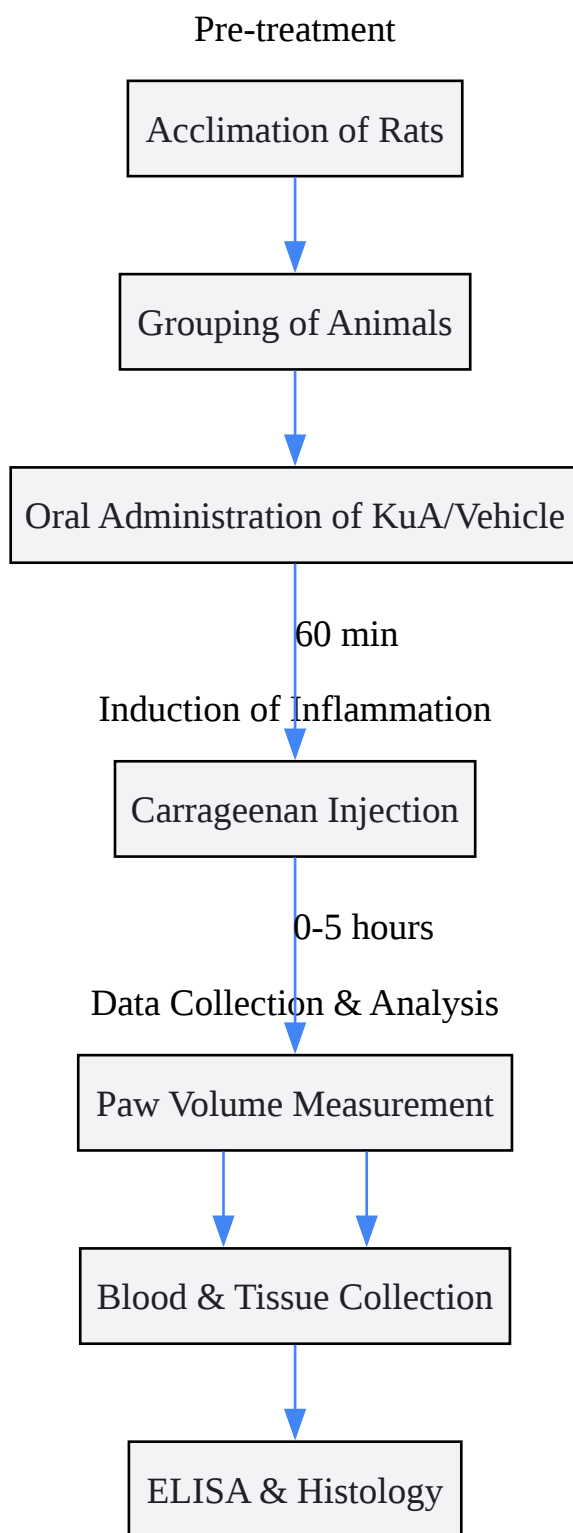 Pre-treatment
Acclimation of Rats
Grouping of Animals
Oral Administration of KuA/Vehicle
60 min
Induction of Inflammation
Carrageenan Injection
0-5 hours
Data Collection & Analysis
Paw Volume Measurement
Blood & Tissue Collection
ELISA & Histology